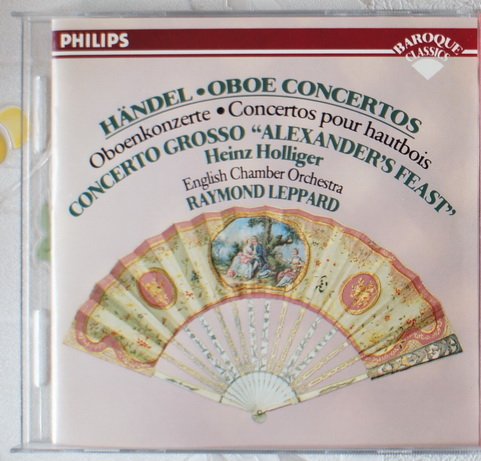 PHILIPS
BAROQUE
CLASSICS
HÄNDEL • OBOE CONCERTOS
Oboenkonzerte • Concertos pour hautbois
CONCERTO GROSSO "ALEXANDER'S FEAST"
Heinz Holliger
English Chamber Orchestra
RAYMOND LEPPARD